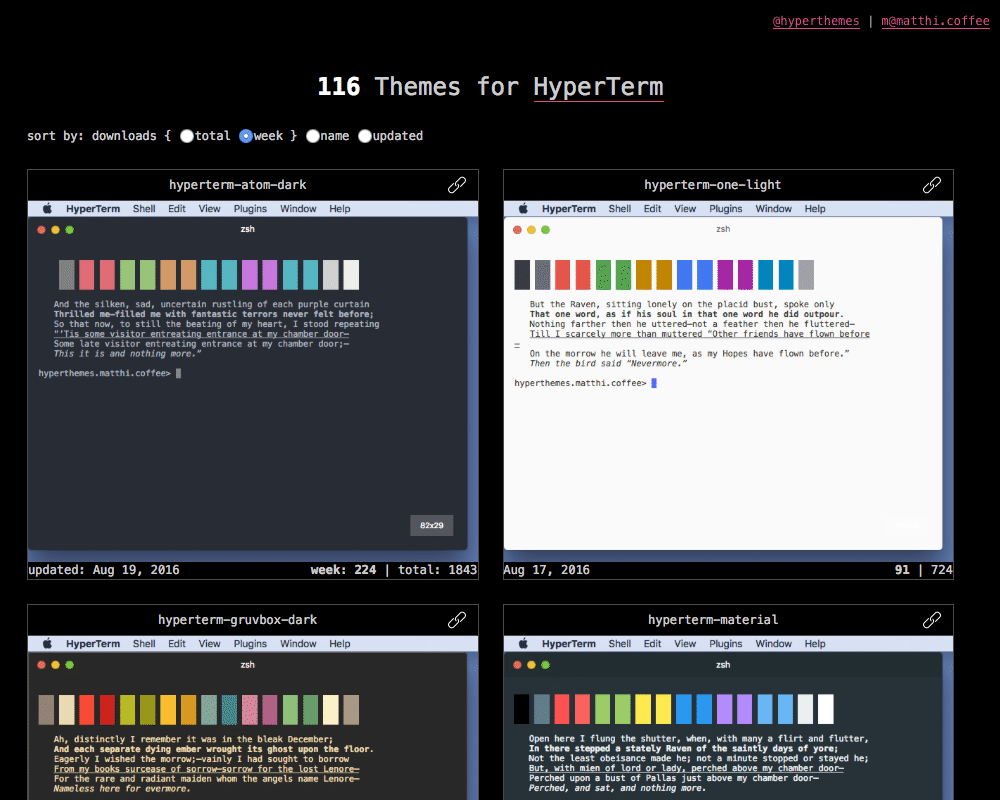 @hyperthemes | m@matthi.coffee
116 Themes for HyperTerm
sort by: downloads { total week } name updated
hyperterm-atom-dark
HyperTerm Shell Edit View Plugins Window Help
zsh
And the silken, sad, uncertain rustling of each purple curtain
Thrilled me—filled me with fantastic terrors never felt before;
So that now, to still the beating of my heart, I stood repeating
“’Tis some visitor entreating entrance at my chamber door—
Some late visitor entreating entrance at my chamber door;—
This it is and nothing more.”
hyperthemes.matthi.coffee>
82x29
updated: Aug 19, 2016 week: 224 | total: 1843
hyperterm-one-light
HyperTerm Shell Edit View Plugins Window Help
zsh
But the Raven, sitting lonely on the placid bust, spoke only
That one word, as if his soul in that one word he did outpour.
Nothing farther then he uttered—not a feather then he fluttered—
Till I scarcely more than muttered “Other friends have flown before
—
On the morrow he will leave me, as my Hopes have flown before.”
Then the bird said “Nevermore.”
hyperthemes.matthi.coffee>
Aug 17, 2016 91 | 724
hyperterm-gruvbox-dark
HyperTerm Shell Edit View Plugins Window Help
zsh
Ah, distinctly I remember it was in the bleak December;
And each separate dying ember wrought its ghost upon the floor.
Eagerly I wished the morrow;—vainly I had sought to borrow
From my books surcease of sorrow—sorrow for the lost Lenore—
For the rare and radiant maiden whom the angels name Lenore—
Nameless here for evermore.
hyperterm-material
HyperTerm Shell Edit View Plugins Window Help
zsh
Open here I flung the shutter, when, with many a flirt and flutter,
In there stepped a stately Raven of the saintly days of yore;
Not the least obeisance made he; not a minute stopped or stayed he;
But, with mien of lord or lady, perched above my chamber door—
Perched upon a bust of Pallas just above my chamber door—
Perched, and sat, and nothing more.